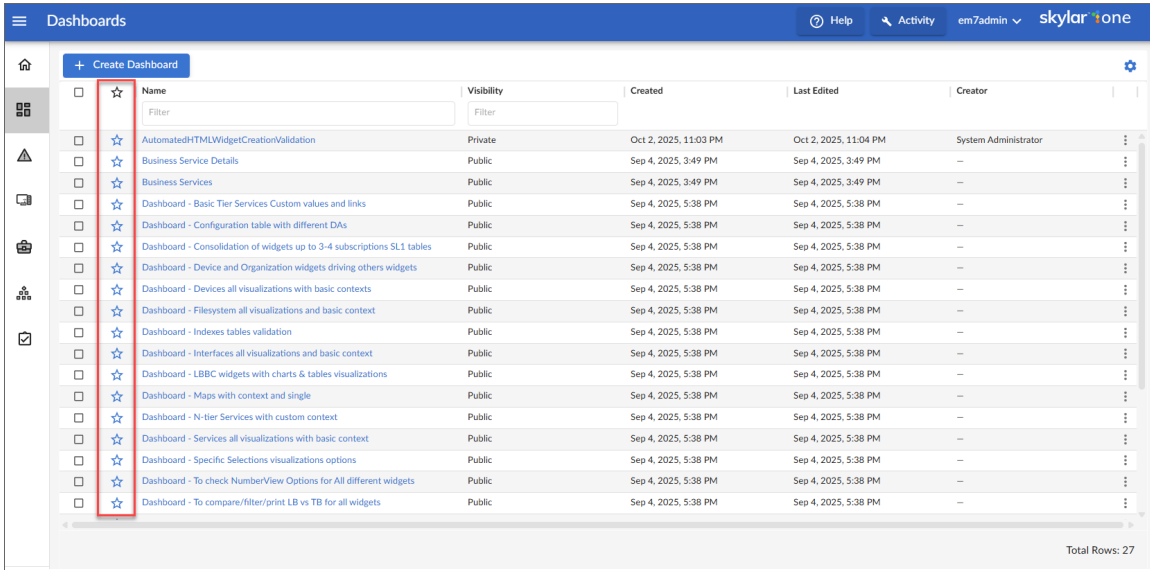 Dashboards Help Activity em7admin skylar one
+ Create Dashboard
Name Visibility Created Last Edited Creator
Filter Filter
AutomatedHTMLWidgetCreationValidation Private Oct 2, 2025, 11:03 PM Oct 2, 2025, 11:04 PM System Administrator
Business Service Details Public Sep 4, 2025, 3:49 PM Sep 4, 2025, 3:49 PM —
Business Services Public Sep 4, 2025, 3:49 PM Sep 4, 2025, 3:49 PM —
Dashboard - Basic Tier Services Custom values and links Public Sep 4, 2025, 5:38 PM Sep 4, 2025, 5:38 PM —
Dashboard - Configuration table with different DAs Public Sep 4, 2025, 5:38 PM Sep 4, 2025, 5:38 PM —
Dashboard - Consolidation of widgets up to 3-4 subscriptions SL1 tables Public Sep 4, 2025, 5:38 PM Sep 4, 2025, 5:38 PM —
Dashboard - Device and Organization widgets driving others widgets Public Sep 4, 2025, 5:38 PM Sep 4, 2025, 5:38 PM —
Dashboard - Devices all visualizations with basic contexts Public Sep 4, 2025, 5:38 PM Sep 4, 2025, 5:38 PM —
Dashboard - Filesystem all visualizations and basic context Public Sep 4, 2025, 5:38 PM Sep 4, 2025, 5:38 PM —
Dashboard - Indexes tables validation Public Sep 4, 2025, 5:38 PM Sep 4, 2025, 5:38 PM —
Dashboard - Interfaces all visualizations and basic context Public Sep 4, 2025, 5:38 PM Sep 4, 2025, 5:38 PM —
Dashboard - LBBC widgets with charts & tables visualizations Public Sep 4, 2025, 5:38 PM Sep 4, 2025, 5:38 PM —
Dashboard - Maps with context and single Public Sep 4, 2025, 5:38 PM Sep 4, 2025, 5:38 PM —
Dashboard - N-tier Services with custom context Public Sep 4, 2025, 5:38 PM Sep 4, 2025, 5:38 PM —
Dashboard - Services all visualizations with basic context Public Sep 4, 2025, 5:38 PM Sep 4, 2025, 5:38 PM —
Dashboard - Specific Selections visualizations options Public Sep 4, 2025, 5:38 PM Sep 4, 2025, 5:38 PM —
Dashboard - To check NumberView Options for All different widgets Public Sep 4, 2025, 5:38 PM Sep 4, 2025, 5:38 PM —
Dashboard - To compare/filter/print LB vs TB for all widgets Public Sep 4, 2025, 5:38 PM Sep 4, 2025, 5:38 PM —
Total Rows: 27